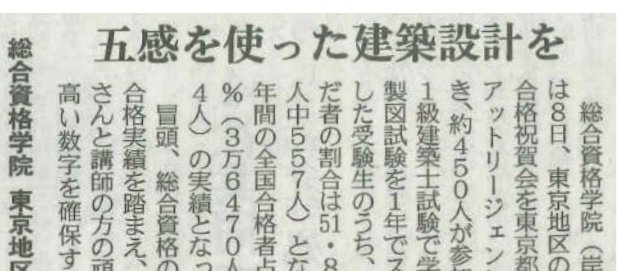 五感を使った建築設計を
総合資格学院 東京地区
総合資格学院（岸
は8日、東京地区の
合格祝賀会を東京都
アットリージェン
き、約450人が参
1級建築士試験で学
製図試験を1年でス
した受験生のうち、
だ者の割合は51・8
人中557人）とな
年間の全国合格者占
％（3万6470人
4人）の実績となっ
冒頭、総合資格の
合格実績を踏まえ、
さんと講師の方の頑
高い数字を確保す